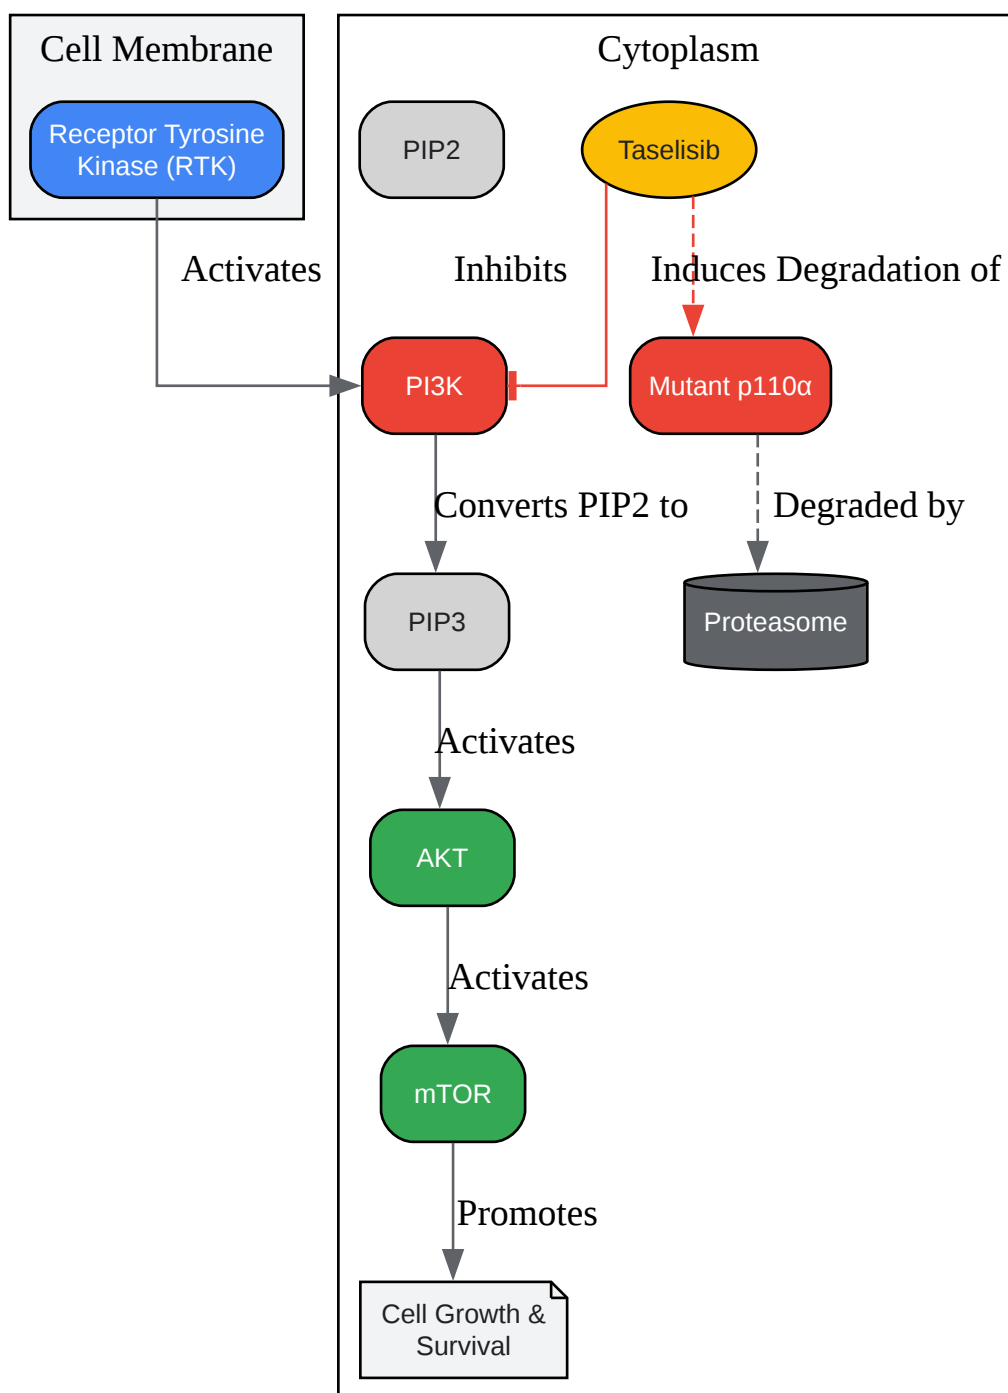 Cell Membrane
Cytoplasm
Receptor Tyrosine
Kinase (RTK)
PIP2
Taselisib
Activates
Inhibits
Induces Degradation of
PI3K
Mutant p110α
Converts PIP2 to
Degraded by
PIP3
Proteasome
Activates
AKT
Activates
mTOR
Promotes
Cell Growth &
Survival